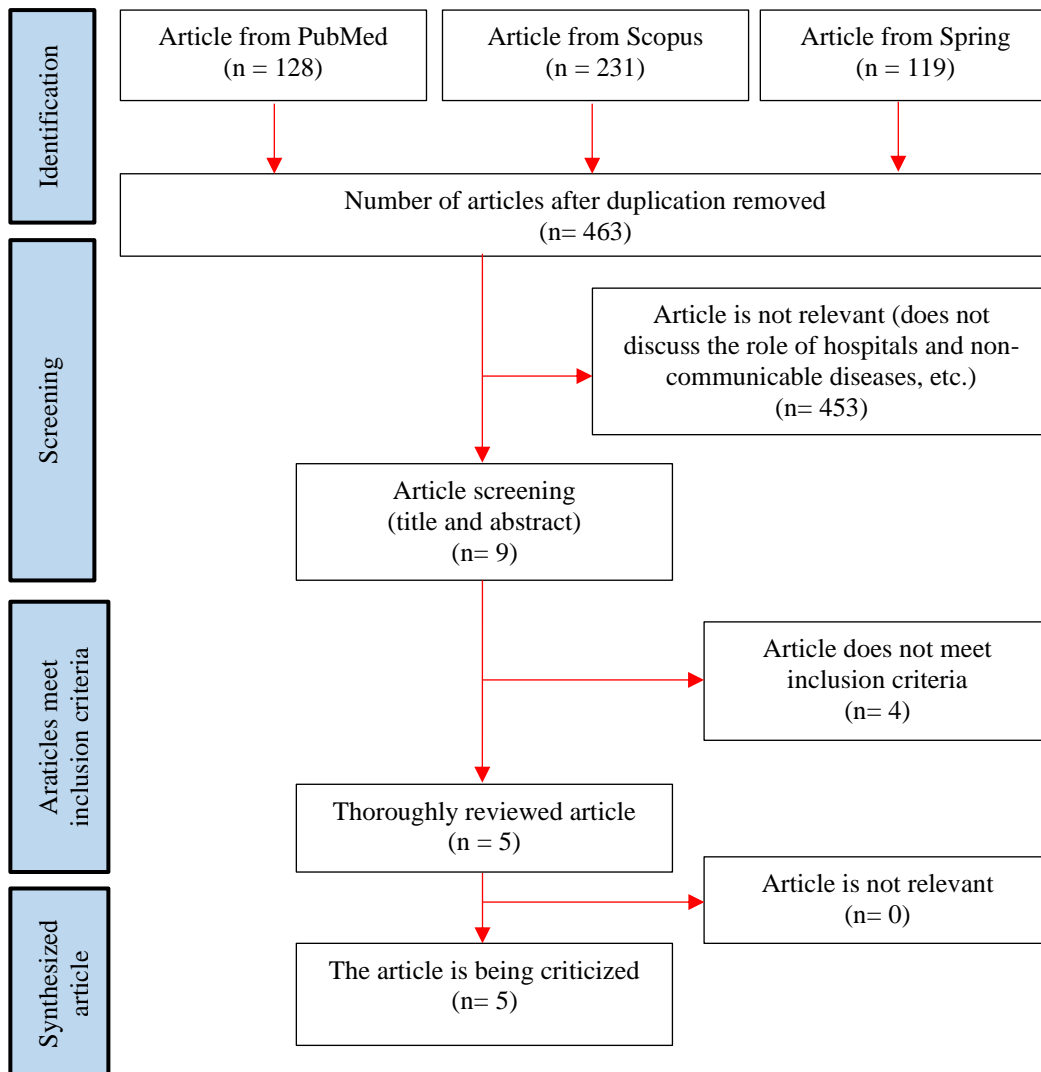 Identification
Article from PubMed
(n = 128)
Article from Scopus
(n = 231)
Article from Spring
(n = 119)
Number of articles after duplication removed
(n= 463)
Screening
Article is not relevant (does not
discuss the role of hospitals and non-
communicable diseases, etc.)
(n= 453)
Article screening
(title and abstract)
(n= 9)
Araticles meet
inclusion criteria
Article does not meet
inclusion criteria
(n= 4)
Thoroughly reviewed article
(n = 5)
Synthesized
article
Article is not relevant
(n= 0)
The article is being criticized
(n= 5)